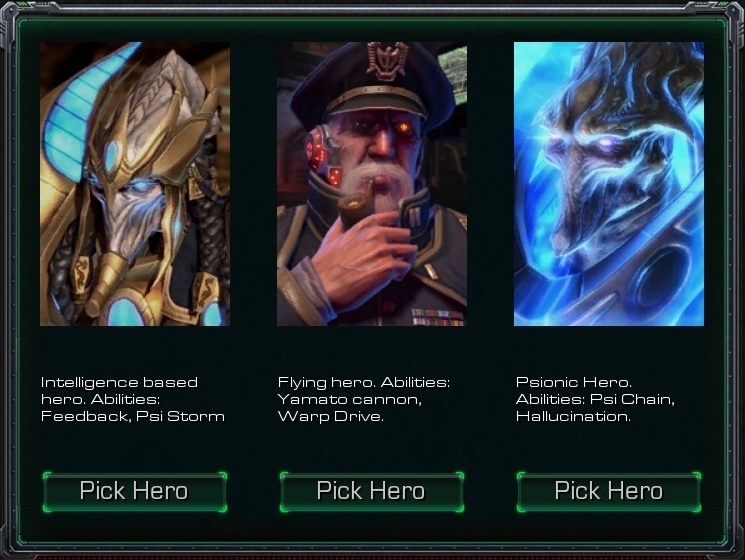 Intelligence based
hero. Abilities:
Feedback, Psi Storm
Flying hero. Abilities:
Yamato cannon,
Warp Drive.
Psionic Hero.
Abilities: Psi Chain,
Hallucination.
Pick Hero
Pick Hero
Pick Hero